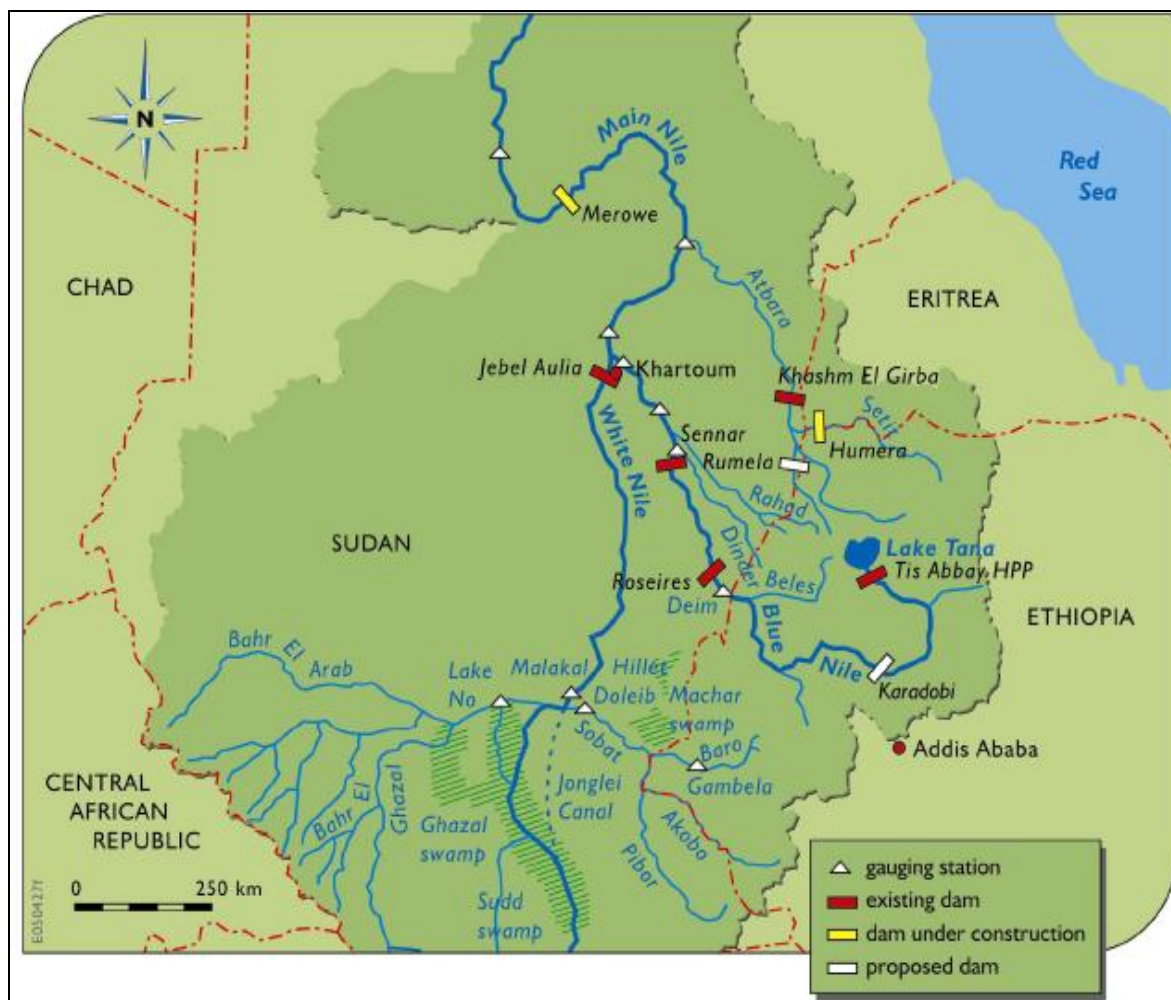 N
Main Nile
Red
Sea
Merowe
CHAD
Atbara
ERITREA
Jebel Aulia
Khartoum
Khashm El Girba
White Nile
Setit
Sennar
Rumela
Humera
Rahad
SUDAN
Dinder
Lake Tana
Tis Abbay HPP
Roseires
Beles
Deim
ETHIOPIA
Blue
Nile
Karadobi
Bahr El
Arab
Lake
No
Malakal
Hillet
Doleib
Machar
swamp
Sobat
Baro
Gambela
Addis Ababa
CENTRAL
AFRICAN
REPUBLIC
Bahr El
Ghazal
Ghazal
swamp
Jonglei
Canal
Akobo
Pibor
Sudd
swamp
0 250 km
E050427f
gauging station
existing dam
dam under construction
proposed dam